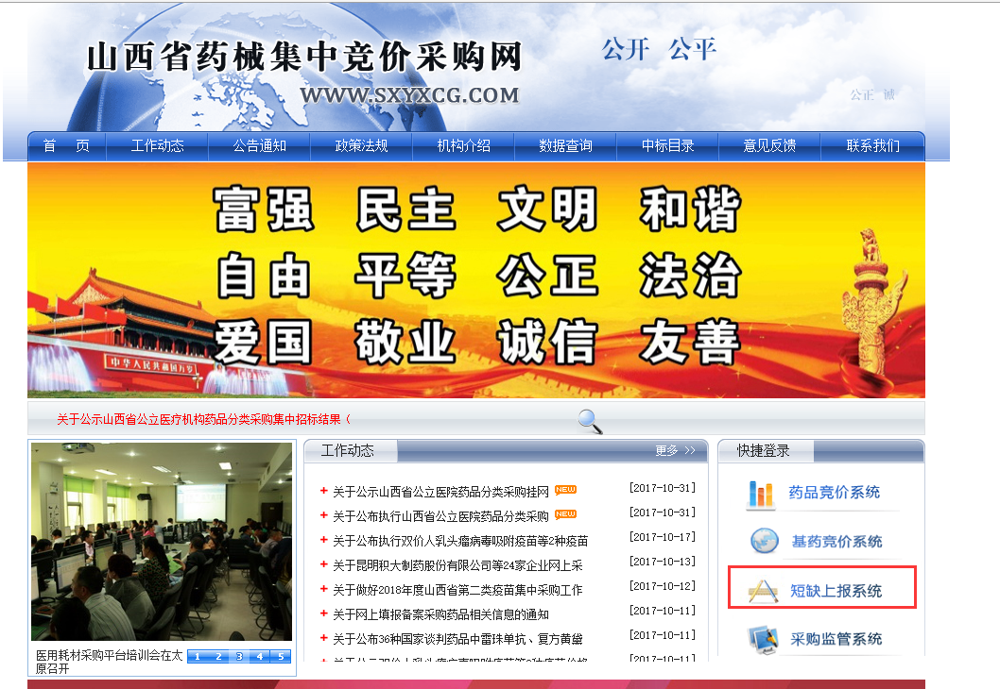 山西省药械集中竞价采购网
WWW.SXYXCG.COM
公开 公平
公正 诚
首 页 工作动态 公告通知 政策法规 机构介绍 数据查询 中标目录 意见反馈 联系我们
富强 民主 文明 和谐
自由 平等 公正 法治
爱国 敬业 诚信 友善
中华人民共和国万岁
关于公示山西省公立医疗机构药品分类采购集中招标结果（
医用耗材采购平台培训会在太
原召开
1 2 3 4 5
工作动态 更多 >>
关于公示山西省公立医院药品分类采购挂网 NEW [2017-10-31]
关于公布执行山西省公立医院药品分类采购 NEW [2017-10-31]
关于公布执行双价人乳头瘤病毒吸附疫苗等2种疫苗 [2017-10-17]
关于昆明积大制药股份有限公司等24家企业网上采 [2017-10-13]
关于做好2018年度山西省第二类疫苗集中采购工作 [2017-10-12]
关于网上填报备案采购药品相关信息的通知 [2017-10-11]
关于公布36种国家谈判药品中雷珠单抗、复方黄黛 [2017-10-11]
[2017-10-11]
快捷登录
药品竞价系统
基药竞价系统
短缺上报系统
采购监管系统